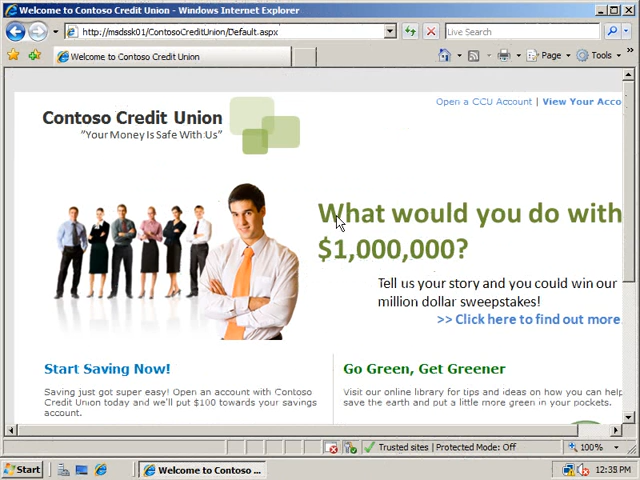 Welcome to Contoso Credit Union - Windows Internet Explorer
http://msdssk01/ContosoCreditUnion/Default.aspx
Live Search
Welcome to Contoso Credit Union
Page
Tools
Open a CCU Account | View Your Acco
Contoso Credit Union
"Your Money Is Safe With Us"
What would you do with
$1,000,000?
Tell us your story and you could win our
million dollar sweepstakes!
>> Click here to find out more
Start Saving Now!
Saving just got super easy! Open an account with Contoso
Credit Union today and we'll put $100 towards your savings
account.
Go Green, Get Greener
Visit our online library for tips and ideas on how you can help
save the earth and put a little more green in your pockets.
Trusted sites | Protected Mode: Off
100%
Start
Welcome to Contoso ...
12:38 PM